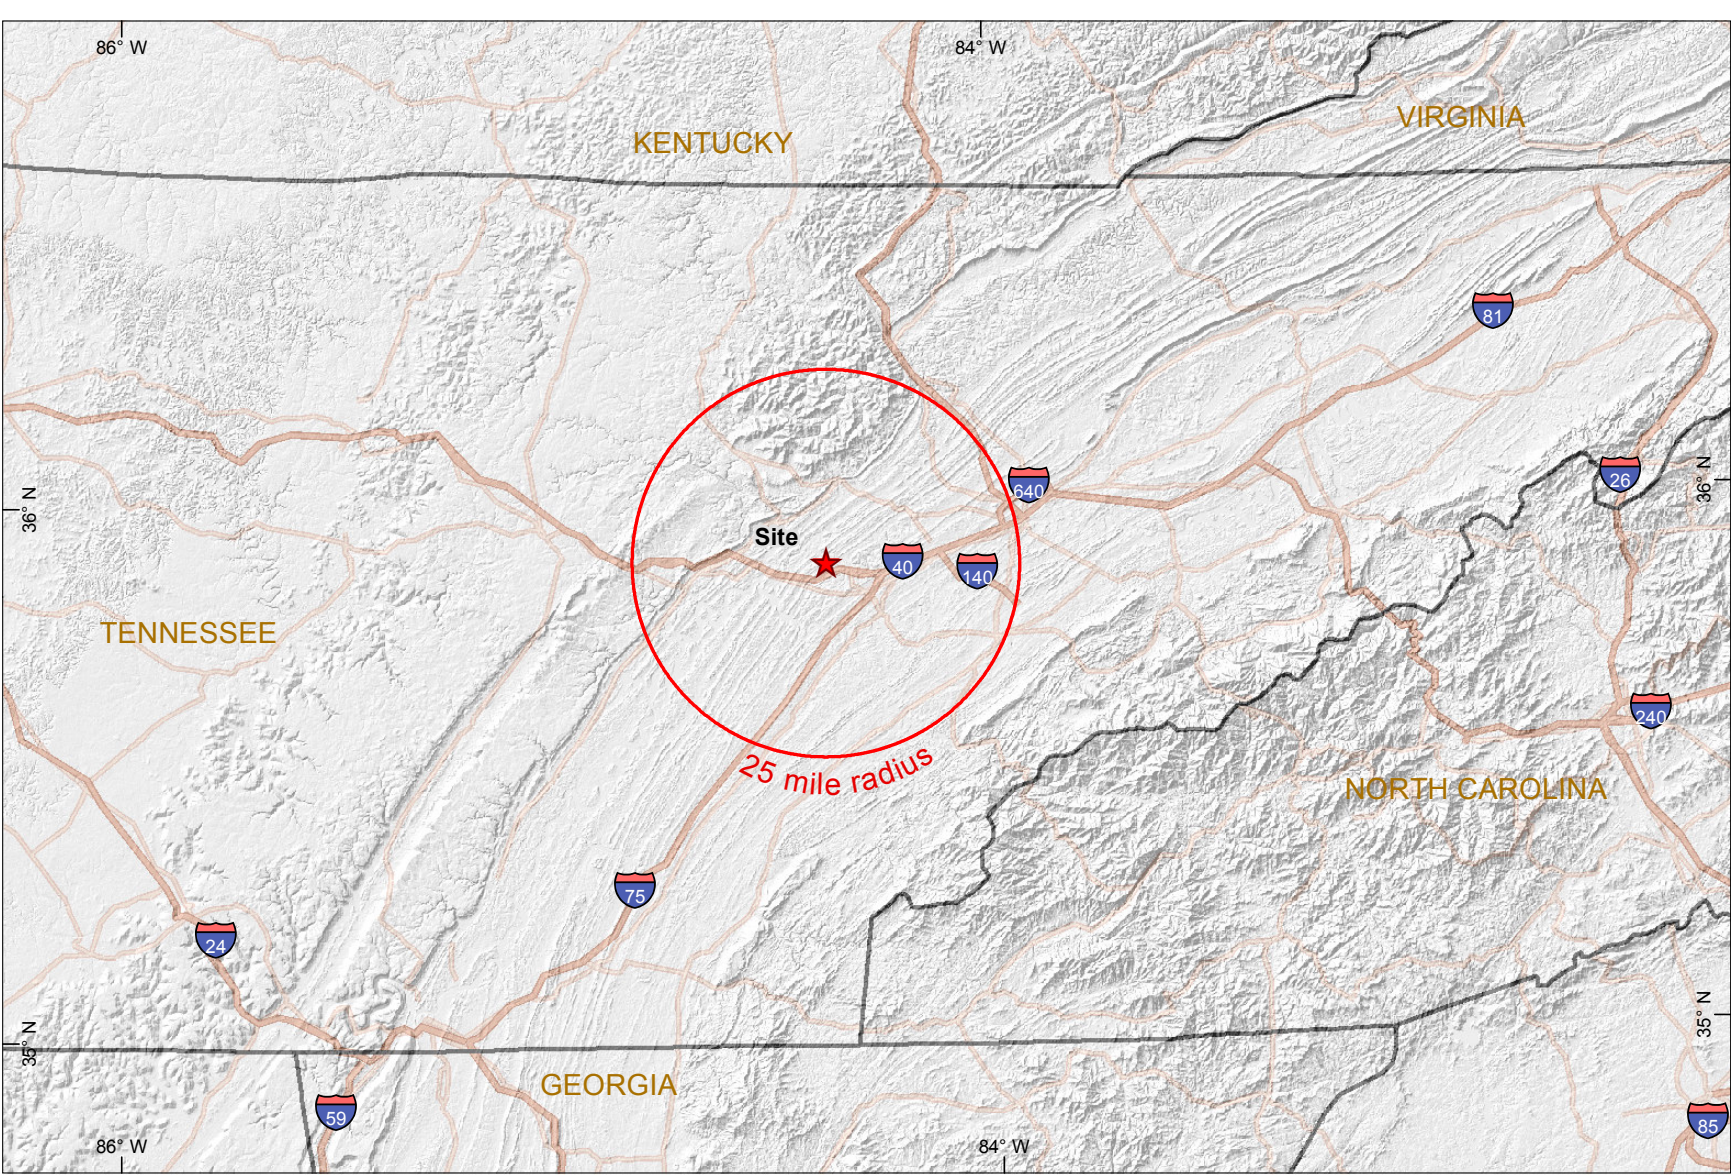 86° W
84° W
VIRGINIA
KENTUCKY
81
26
36° N
36° N
640
Site
40
140
TENNESSEE
240
25 mile radius
NORTH CAROLINA
75
24
35° N
35° N
GEORGIA
59
85
86° W
84° W